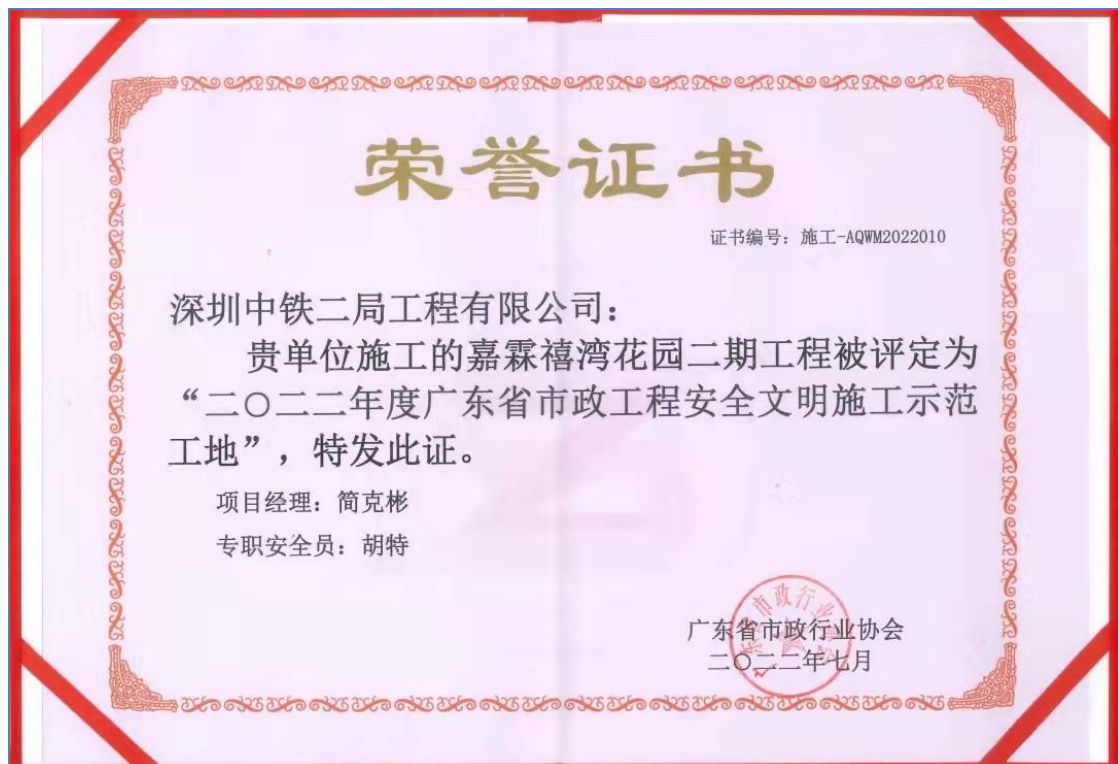 荣誉证书
证书编号：施工-AQWM2022010
深圳中铁二局工程有限公司：
贵单位施工的嘉霖禧湾花园二期工程被评定为
“二〇二二年度广东省市政工程安全文明施工示范
工地”，特发此证。
项目经理：简克彬
专职安全员：胡特
广东省市政行业协会
二〇二二年七月